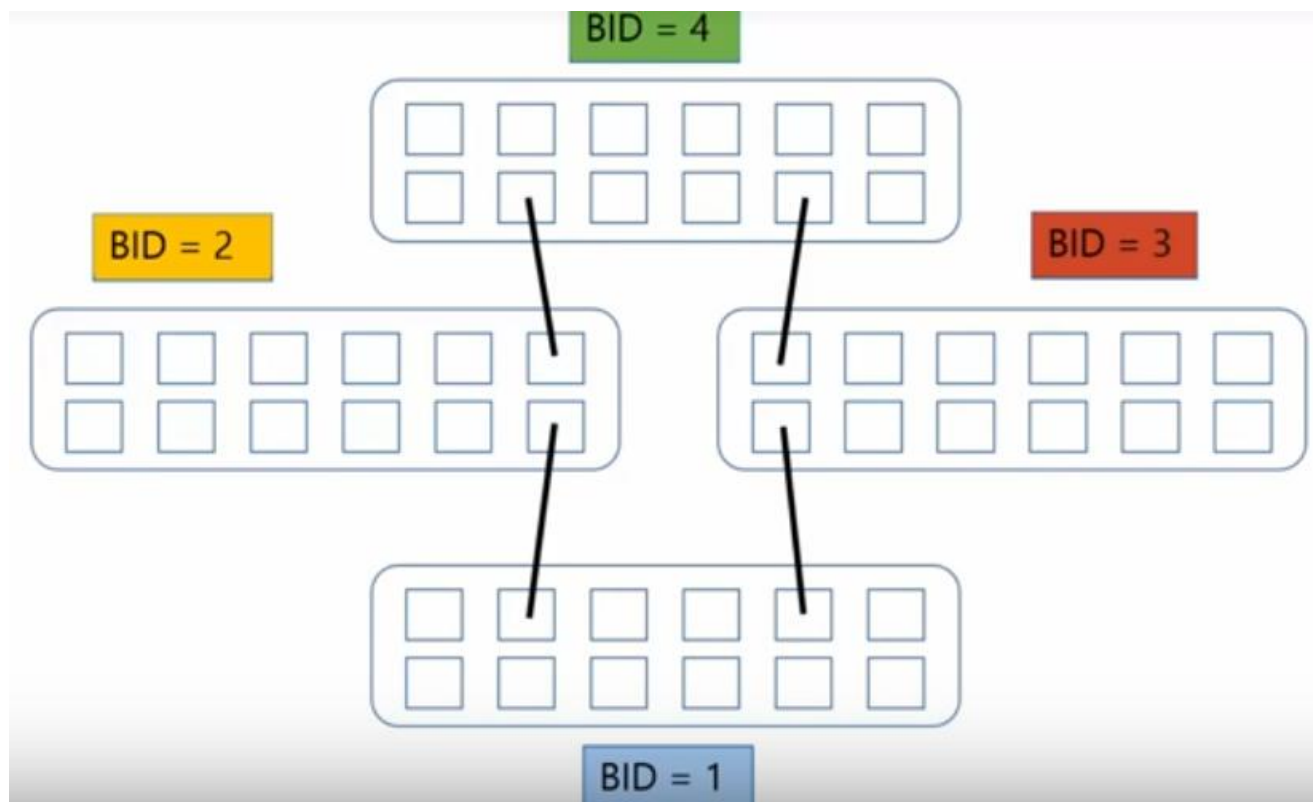 BID = 4
BID = 2
BID = 3
BID = 1